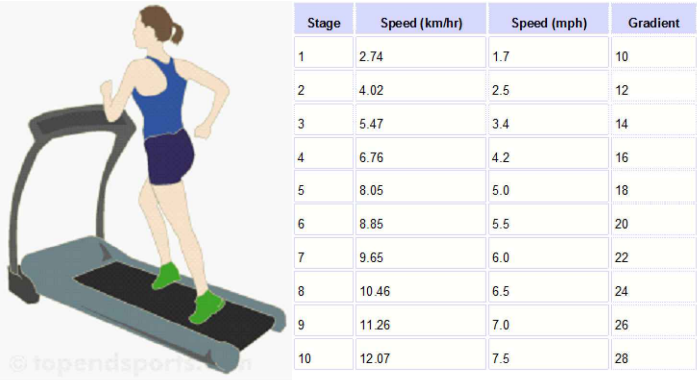 Stage Speed (km/hr) Speed (mph) Gradient
1 2.74 1.7 10
2 4.02 2.5 12
3 5.47 3.4 14
4 6.76 4.2 16
5 8.05 5.0 18
6 8.85 5.5 20
7 9.65 6.0 22
8 10.46 6.5 24
9 11.26 7.0 26
10 12.07 7.5 28
© topendsports.com